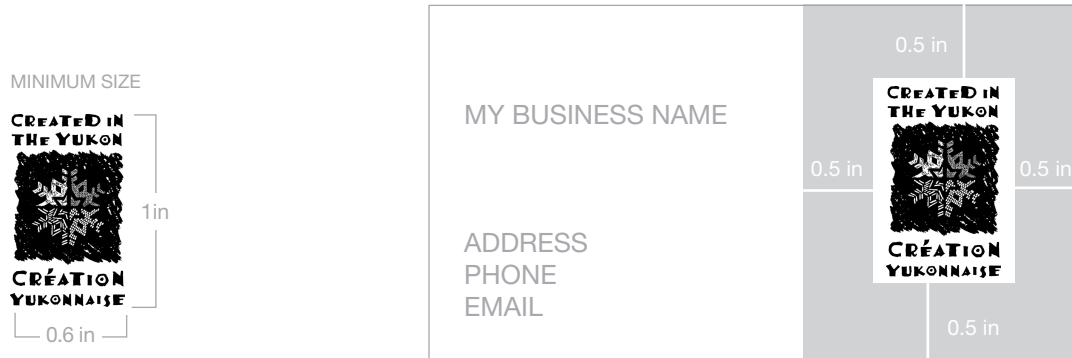 MINIMUM SIZE
CREATED IN
THE YUKON
CRÉATION
YUKONNAISE
1in
0.6 in
MY BUSINESS NAME
ADDRESS
PHONE
EMAIL
0.5 in
CREATED IN
THE YUKON
0.5 in
0.5 in
CRÉATION
YUKONNAISE
0.5 in